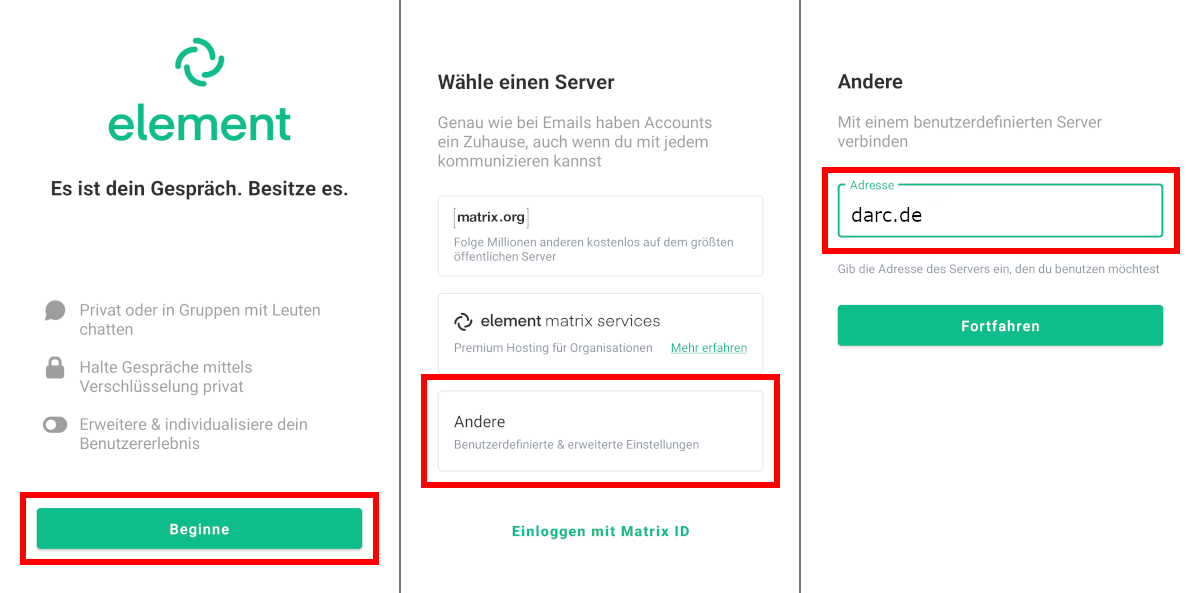 element
Es ist dein Gespräch. Besitze es.
Privat oder in Gruppen mit Leuten
chatten
Halte Gespräche mittels
Verschlüsselung privat
Erweitere & individualisiere dein
Benutzererlebnis
Beginne
Wähle einen Server
Genau wie bei Emails haben Accounts
ein Zuhause, auch wenn du mit jedem
kommunizieren kannst
[matrix.org]
Folge Millionen anderen kostenlos auf dem größten
öffentlichen Server
element matrix services
Premium Hosting für Organisationen Mehr erfahren
Andere
Benutzerdefinierte & erweiterte Einstellungen
Einloggen mit Matrix ID
Andere
Mit einem benutzerdefinierten Server
verbinden
Adresse
darc.de
Gib die Adresse des Servers ein, den du benutzen möchtest
Fortfahren